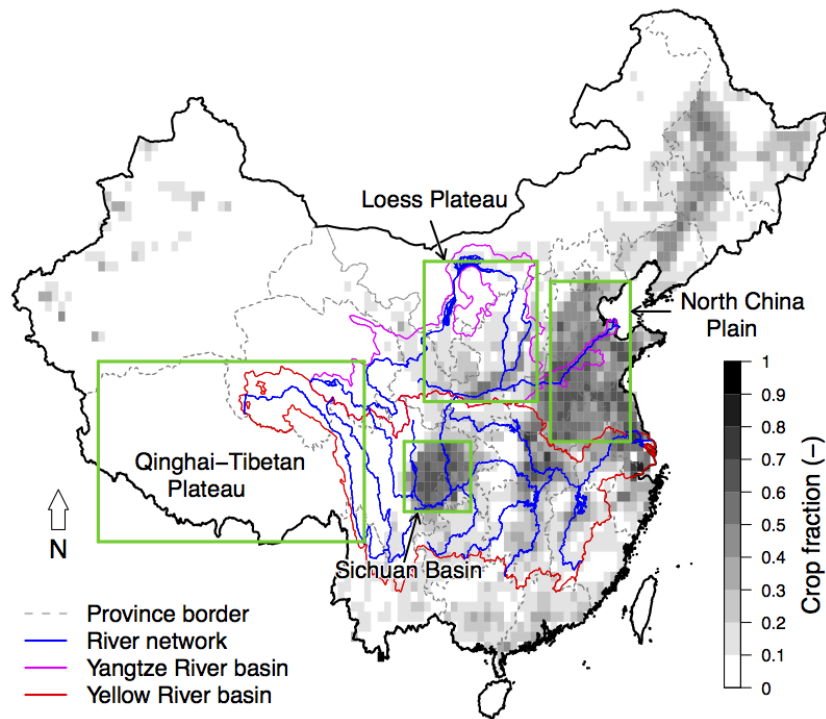 Loess Plateau
North China
Plain
Qinghai−Tibetan
Plateau
N
Sichuan Basin
Province border
River network
Yangtze River basin
Yellow River basin
1
0.9
0.8
0.7
0.6
0.5
0.4
0.3
0.2
0.1
0
Crop fraction (−)